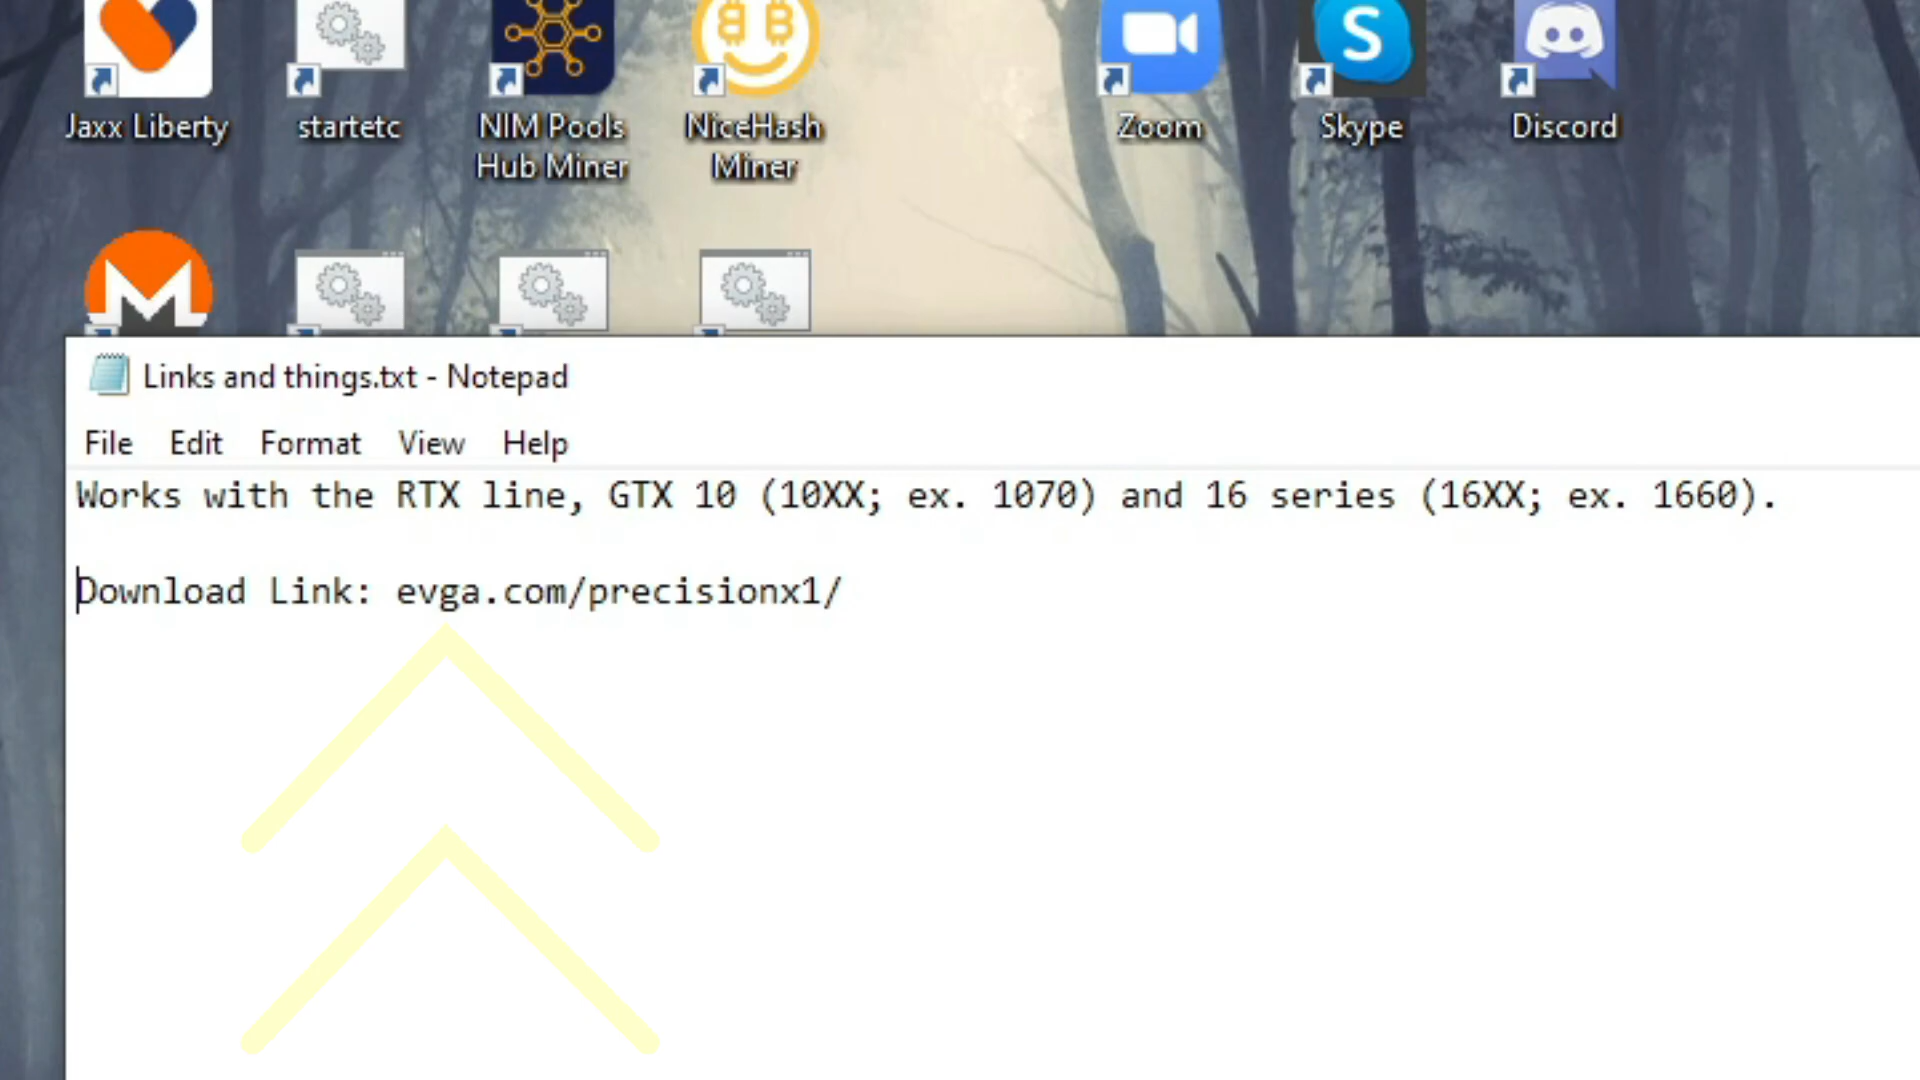 Jaxx Liberty
startetc
NIM Pools
Hub Miner
NiceHash
Miner
Zoom
Skype
Discord
Links and things.txt - Notepad
File Edit Format View Help
Works with the RTX line, GTX 10 (10XX; ex. 1070) and 16 series (16XX; ex. 1660).
Download Link: evga.com/precisionx1/